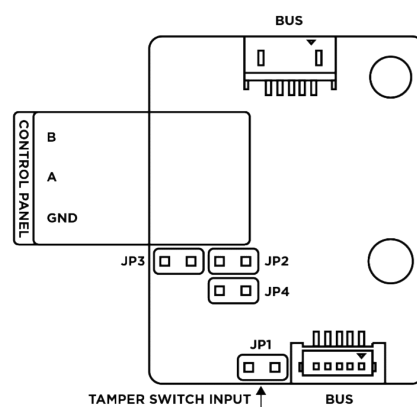 BUS
CONTROL PANEL
B
A
GND
JP3
JP2
JP4
JP1
TAMPER SWITCH INPUT
BUS